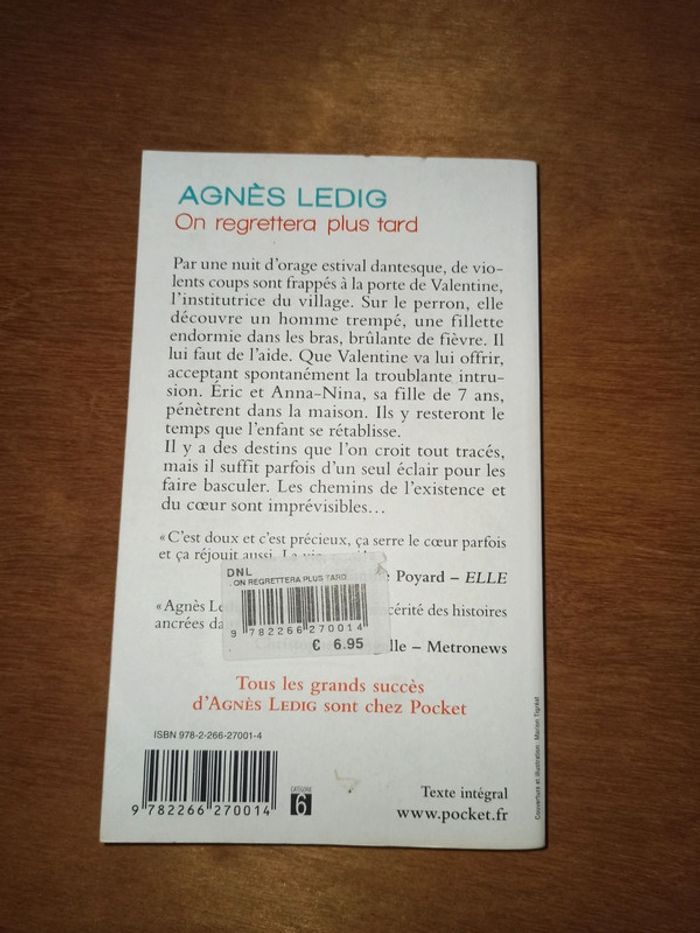 AGNÈS LEDIG
On regrettera plus tard
Par une nuit d'orage estival dantesque, de vio-
lents coups sont frappés à la porte de Valentine,
l'institutrice du village. Sur le perron, elle
découvre un homme trempé, une fillette
endormie dans les bras, brûlante de fièvre. Il
lui faut de l'aide. Que Valentine va lui offrir,
acceptant spontanément la troublante intru-
sion. Éric et Anna-Nina, sa fille de 7 ans,
pénètrent dans la maison. Ils y resteront le
temps que l'enfant se rétablisse.
Il y a des destins que l'on croit tout tracés,
mais il suffit parfois d'un seul éclair pour les
faire basculer. Les chemins de l'existence et
du cœur sont imprévisibles…
« C'est doux et c'est précieux, ça serre le cœur parfois
et ça réjouit aussi. La vie
Poyard – ELLE
DNL
. ON REGRETTERA PLUS TARD
9 782266 270014
€ 6.95
« Agnès Le
des histoires
ancrées da
lle – Metronews
Tous les grands succès
d'AGNÈS LEDIG sont chez Pocket
ISBN 978-2-266-27001-4
9 782266 270014
CATÉGORIE
6
Texte intégral
www.pocket.fr
Couverture et illustration : Marion Tigréat